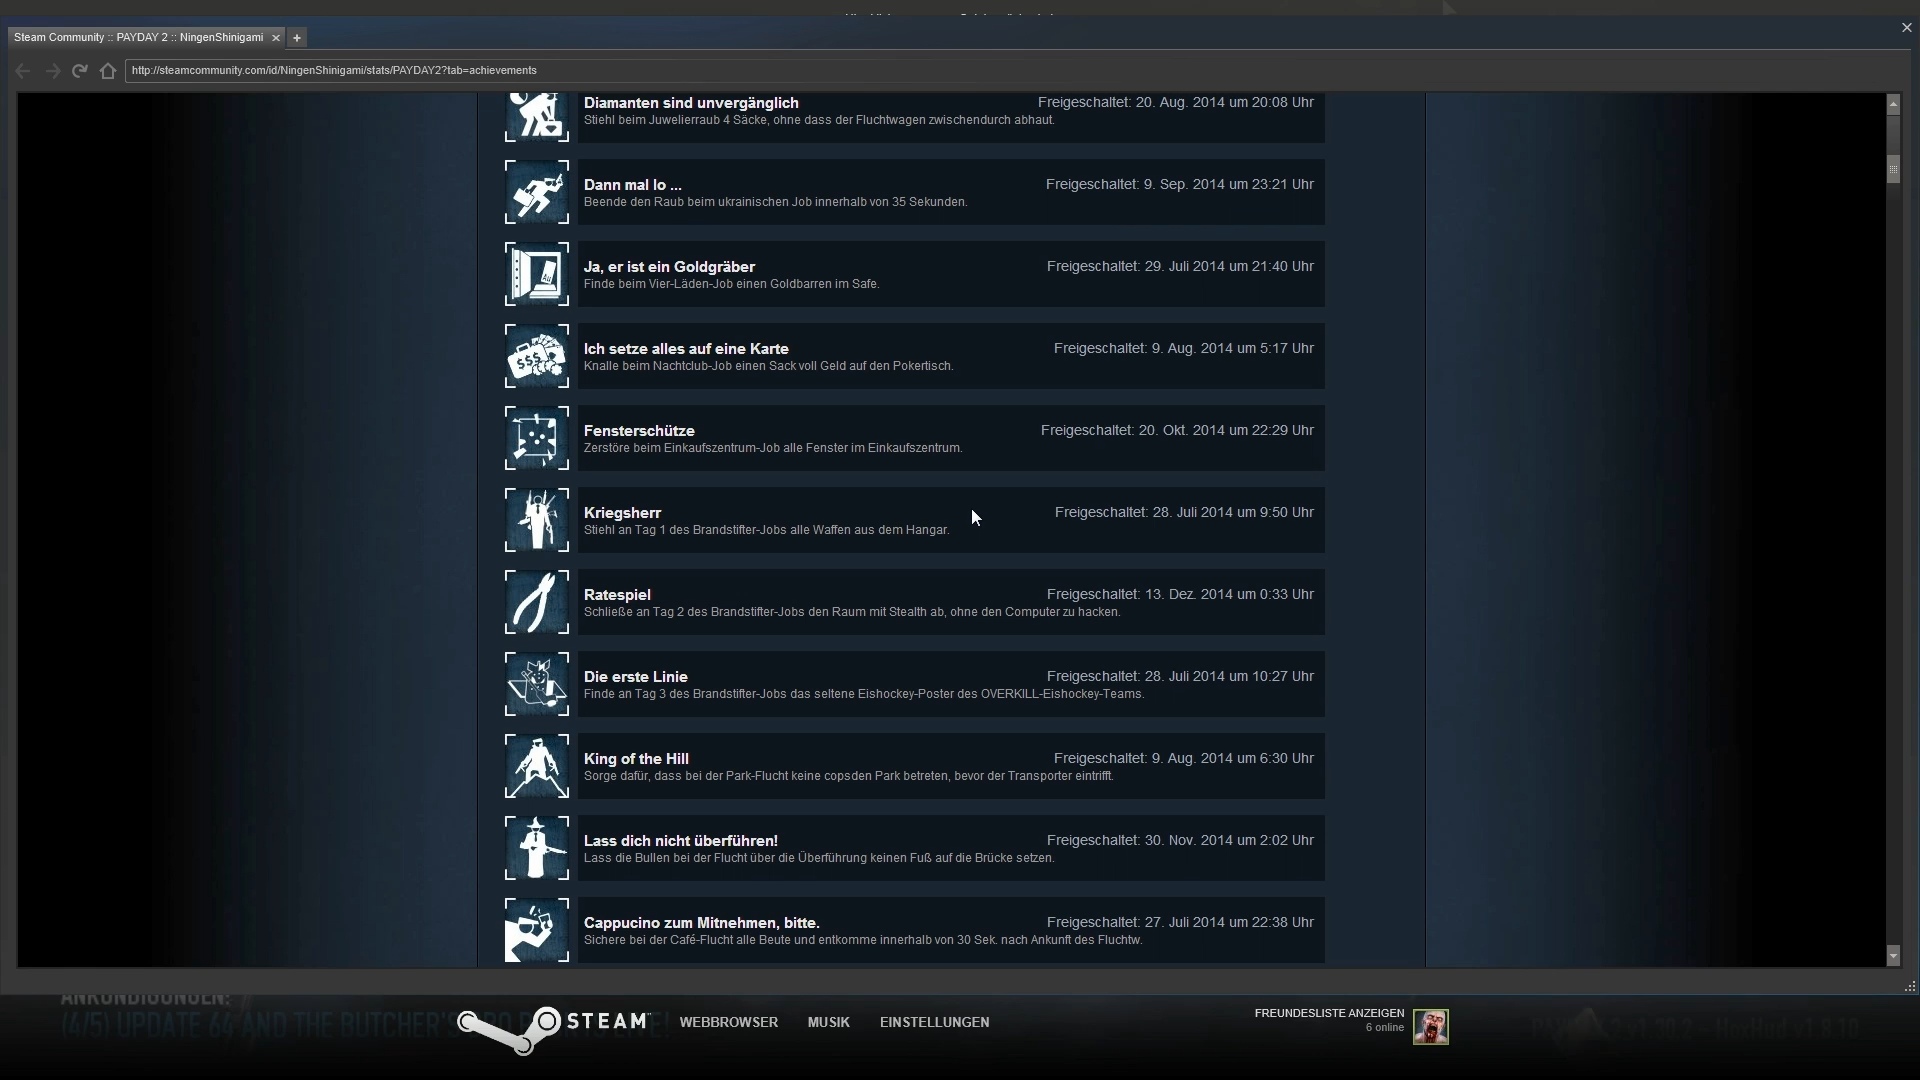 Steam Community :: PAYDAY 2 :: NingenShinigami
http://steamcommunity.com/id/NingenShinigami/stats/PAYDAY2?tab=achievements
Diamanten sind unvergänglich
Freigeschaltet: 20. Aug. 2014 um 20:08 Uhr
Stiehl beim Juwelierraub 4 Säcke, ohne dass der Fluchtwagen zwischendurch abhaut.
Dann mal lo ...
Freigeschaltet: 9. Sep. 2014 um 23:21 Uhr
Beende den Raub beim ukrainischen Job innerhalb von 35 Sekunden.
Ja, er ist ein Goldgräber
Freigeschaltet: 29. Juli 2014 um 21:40 Uhr
Finde beim Vier-Läden-Job einen Goldbarren im Safe.
Ich setze alles auf eine Karte
Freigeschaltet: 9. Aug. 2014 um 5:17 Uhr
Knalle beim Nachtclub-Job einen Sack voll Geld auf den Pokertisch.
Fensterschütze
Freigeschaltet: 20. Okt. 2014 um 22:29 Uhr
Zerstöre beim Einkaufszentrum-Job alle Fenster im Einkaufszentrum.
Kriegsherr
Freigeschaltet: 28. Juli 2014 um 9:50 Uhr
Stiehl an Tag 1 des Brandstifter-Jobs alle Waffen aus dem Hangar.
Ratespiel
Freigeschaltet: 13. Dez. 2014 um 0:33 Uhr
Schließe an Tag 2 des Brandstifter-Jobs den Raum mit Stealth ab, ohne den Computer zu hacken.
Die erste Linie
Freigeschaltet: 28. Juli 2014 um 10:27 Uhr
Finde an Tag 3 des Brandstifter-Jobs das seltene Eishockey-Poster des OVERKILL-Eishockey-Teams.
King of the Hill
Freigeschaltet: 9. Aug. 2014 um 6:30 Uhr
Sorge dafür, dass bei der Park-Flucht keine copsden Park betreten, bevor der Transporter eintrifft.
Lass dich nicht überführen!
Freigeschaltet: 30. Nov. 2014 um 2:02 Uhr
Lass die Bullen bei der Flucht über die Überführung keinen Fuß auf die Brücke setzen.
Cappucino zum Mitnehmen, bitte.
Freigeschaltet: 27. Juli 2014 um 22:38 Uhr
Sichere bei der Café-Flucht alle Beute und entkomme innerhalb von 30 Sek. nach Ankunft des Fluchtw.
ANKÜNDIGUNGEN:
(4/5) UPDATE 64 AND THE BUTCHER'S
STEAM
WEBBROWSER
MUSIK
EINSTELLUNGEN
FREUNDESLISTE ANZEIGEN
6 online